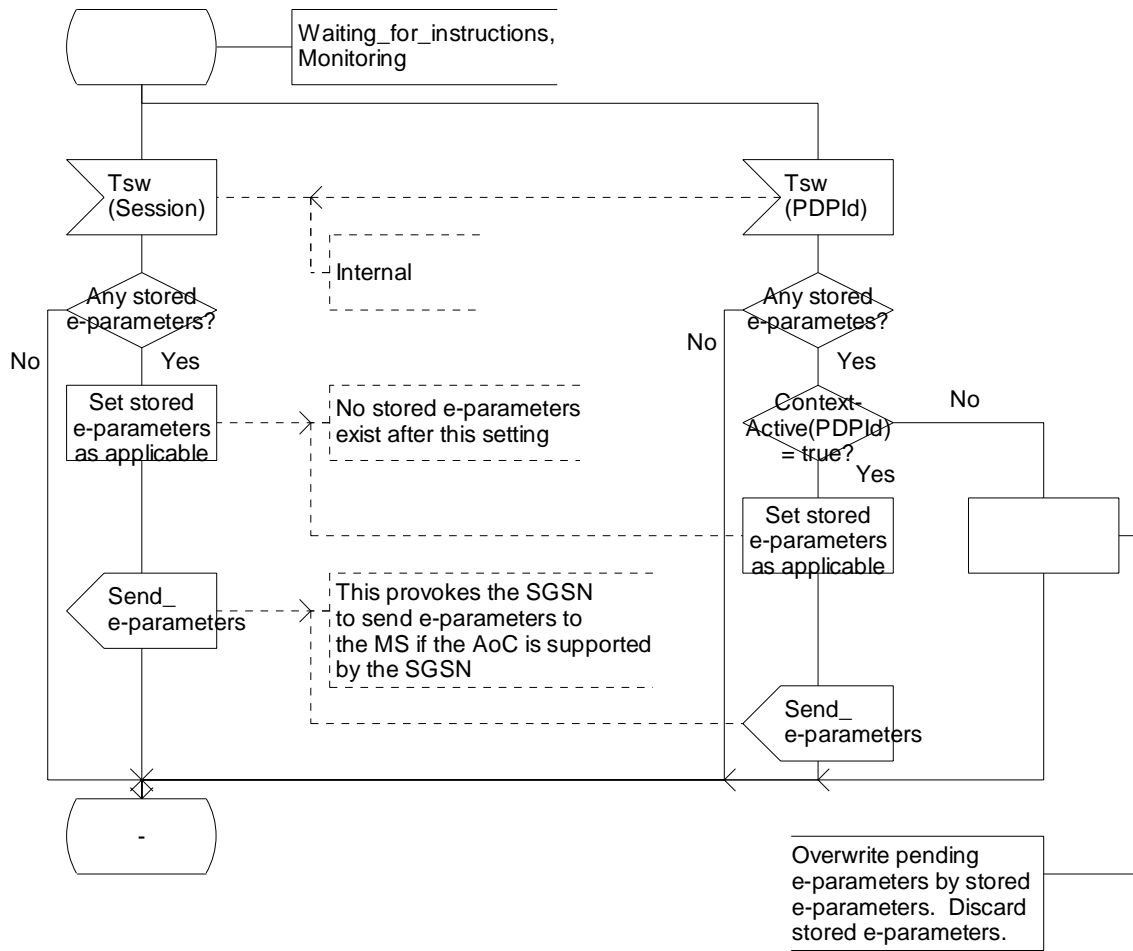 Waiting_for_instructions,
Monitoring
Tsw
(Session)
Tsw
(PDPId)
Internal
Any stored
e-parameters?
Any stored
e-parametes?
No
Yes
No
Yes
Set stored
e-parameters
as applicable
No stored e-parameters
exist after this setting
Context-
Active(PDPId)
= true?
No
Yes
Set stored
e-parameters
as applicable
Send_
e-parameters
This provokes the SGSN
to send e-parameters to
the MS if the AoC is supported
by the SGSN
Send_
e-parameters
-
Overwrite pending
e-parameters by stored
e-parameters.  Discard
stored e-parameters.